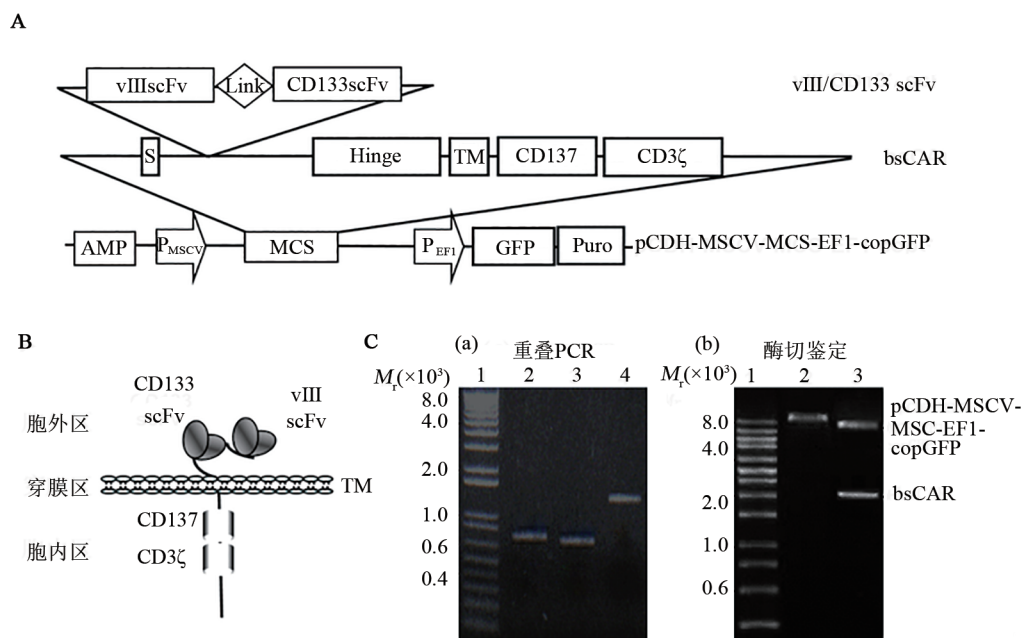 A
vIIIscFv Link CD133scFv vIII/CD133 scFv
S Hinge TM CD137 CD3ζ bsCAR
AMP PMSCV MCS PEF1 GFP Puro pCDH-MSCV-MCS-EF1-copGFP
B
CD133
scFv
vIII
scFv
胞外区
穿膜区
TM
CD137
胞内区
CD3ζ
C
(a)
重叠PCR
Mr(×10³) 1 2 3 4
8.0
4.0
2.0
1.0
0.6
0.4
(b)
酶切鉴定
Mr(×10³) 1 2 3
8.0
4.0
2.0
1.0
0.6
pCDH-MSCV-
MSC-EF1-
copGFP
bsCAR